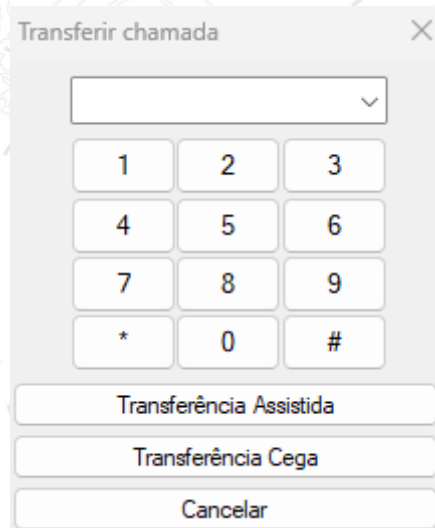 Transferir chamada
1 2 3
4 5 6
7 8 9
* 0 #
Transferência Assistida
Transferência Cega
Cancelar